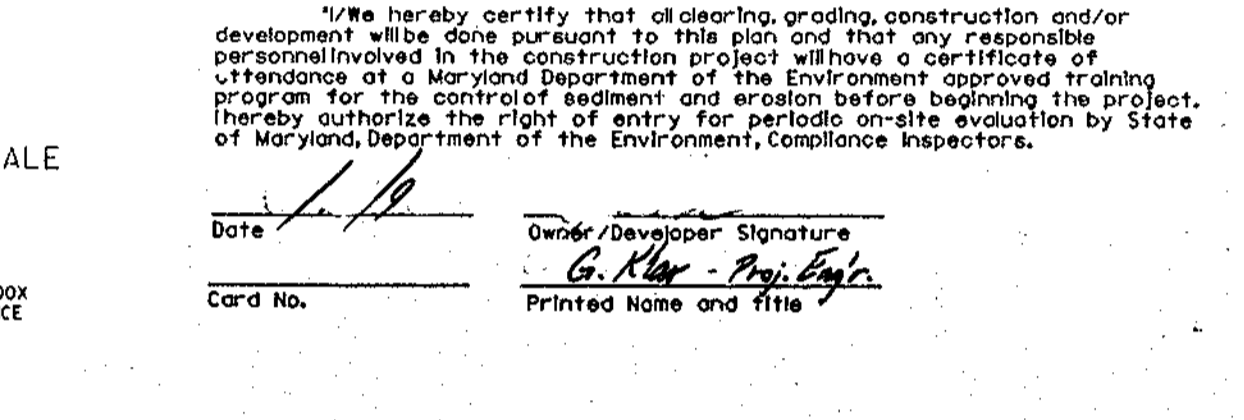 "I/We hereby certify that all clearing, grading, construction and/or
development will be done pursuant to this plan and that any responsible
personnel involved in the construction project will have a certificate of
attendance at a Maryland Department of the Environment approved training
program for the control of sediment and erosion before beginning the project.
I hereby authorize the right of entry for periodic on-site evaluation by State
of Maryland, Department of the Environment, Compliance Inspectors.
ALE
Date
Owner/Developer Signature
G. - Proj. Eng'r.
Card No.
Printed Name and title
OOX
CE